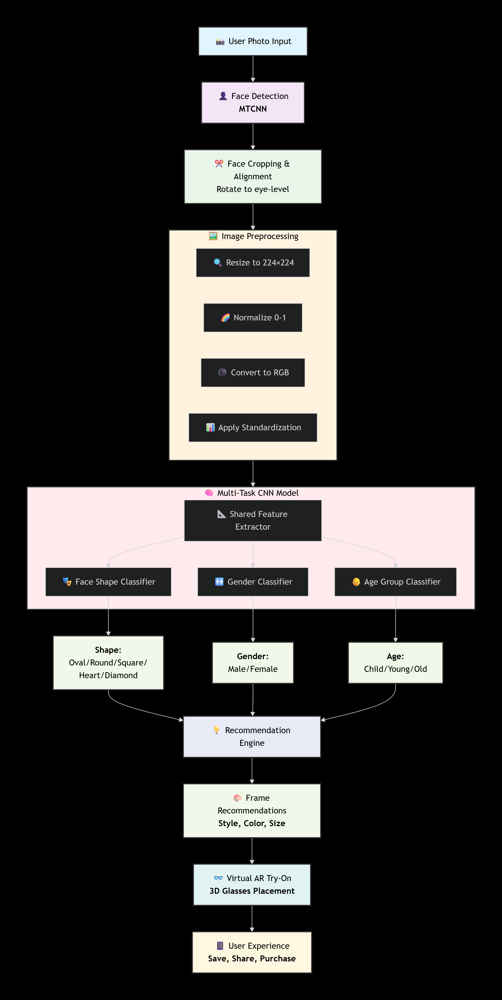 📷 User Photo Input
👤 Face Detection
MTCNN
✂️ Face Cropping &
Alignment
Rotate to eye-level
🖼️ Image Preprocessing
🔍 Resize to 224×224
🌈 Normalize 0-1
🌑 Convert to RGB
📊 Apply Standardization
🧠 Multi-Task CNN Model
📐 Shared Feature
Extractor
🎭 Face Shape Classifier
🚻 Gender Classifier
👶 Age Group Classifier
Shape:
Oval/Round/Square/
Heart/Diamond
Gender:
Male/Female
Age:
Child/Young/Old
💡 Recommendation
Engine
🎨 Frame
Recommendations
Style, Color, Size
👓 Virtual AR Try-On
3D Glasses Placement
📱 User Experience
Save, Share, Purchase